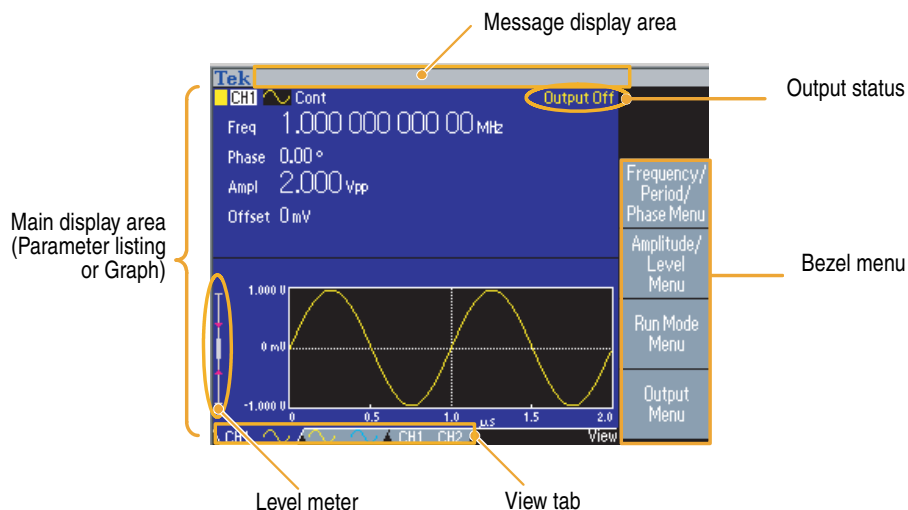 Message display area
Tek
CH1 Cont Output Off
Output status
Freq 1.000 000 000 00 MHz
Phase 0.00 °
Ampl 2.000 Vpp
Offset 0 mV
Main display area
(Parameter listing
or Graph)
Frequency/
Period/
Phase Menu
Amplitude/
Level
Menu
Run Mode
Menu
Output
Menu
Bezel menu
1.000 V
0 mV
-1.000 V
0 0.5 1.0 1.5 2.0
µs
CH1 CH1 CH2 View
Level meter
View tab